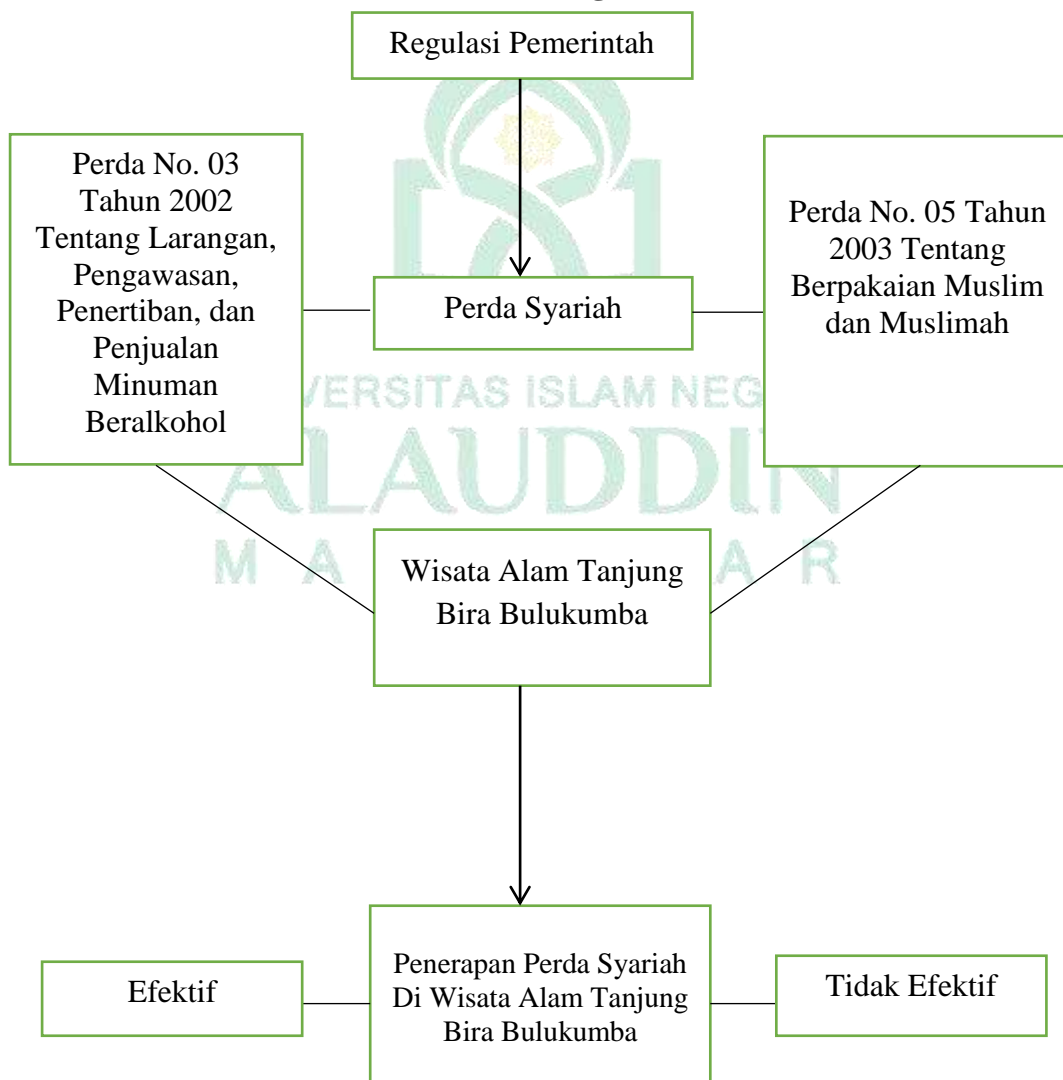 Regulasi Pemerintah
Perda No. 03
Tahun 2002
Tentang Larangan,
Pengawasan,
Penertiban, dan
Penjualan
Minuman
Beralkohol
Perda Syariah
Perda No. 05 Tahun
2003 Tentang
Berpakaian Muslim
dan Muslimah
VERSITAS ISLAM NEG
ALAUDDIN
M A A R
Wisata Alam Tanjung
Bira Bulukumba
Efektif
Penerapan Perda Syariah
Di Wisata Alam Tanjung
Bira Bulukumba
Tidak Efektif